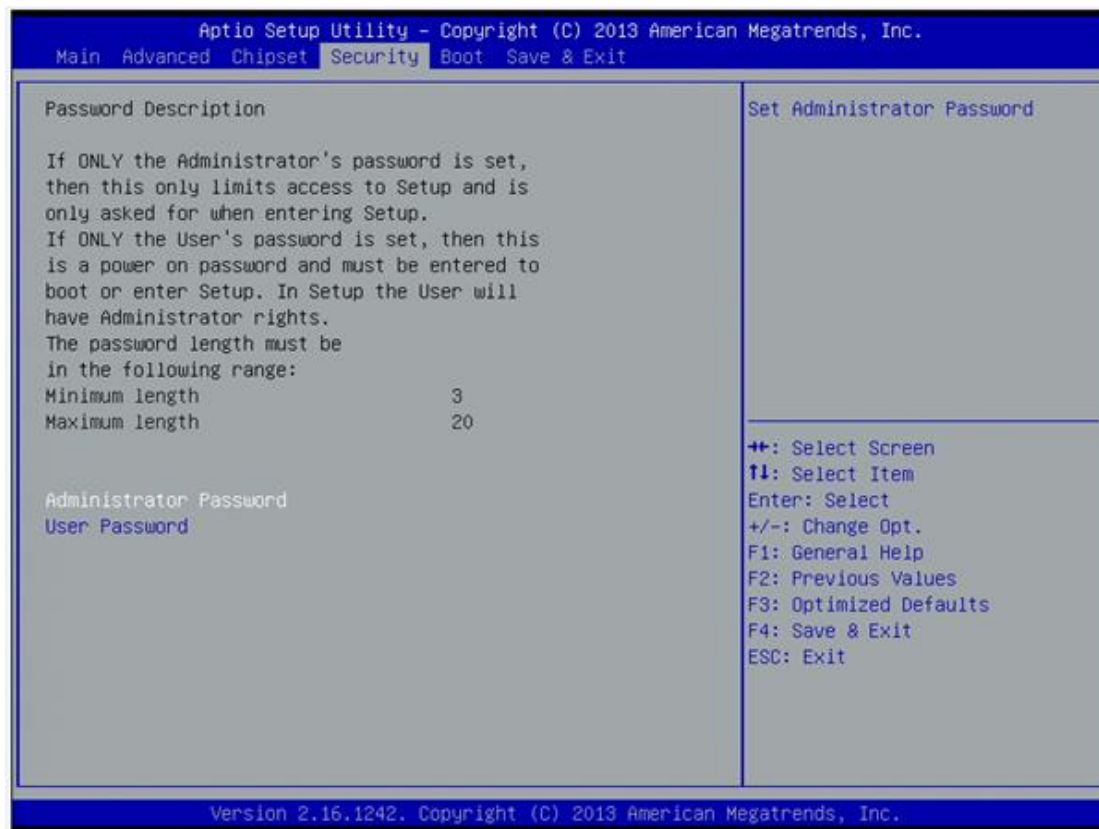 Aptio Setup Utility – Copyright (C) 2013 American Megatrends, Inc.
Main Advanced Chipset Security Boot Save & Exit
Password Description
If ONLY the Administrator's password is set,
then this only limits access to Setup and is
only asked for when entering Setup.
If ONLY the User's password is set, then this
is a power on password and must be entered to
boot or enter Setup. In Setup the User will
have Administrator rights.
The password length must be
in the following range:
Minimum length 3
Maximum length 20
Administrator Password
User Password
Set Administrator Password
→←: Select Screen
↑↓: Select Item
Enter: Select
+/-: Change Opt.
F1: General Help
F2: Previous Values
F3: Optimized Defaults
F4: Save & Exit
ESC: Exit
Version 2.16.1242. Copyright (C) 2013 American Megatrends, Inc.